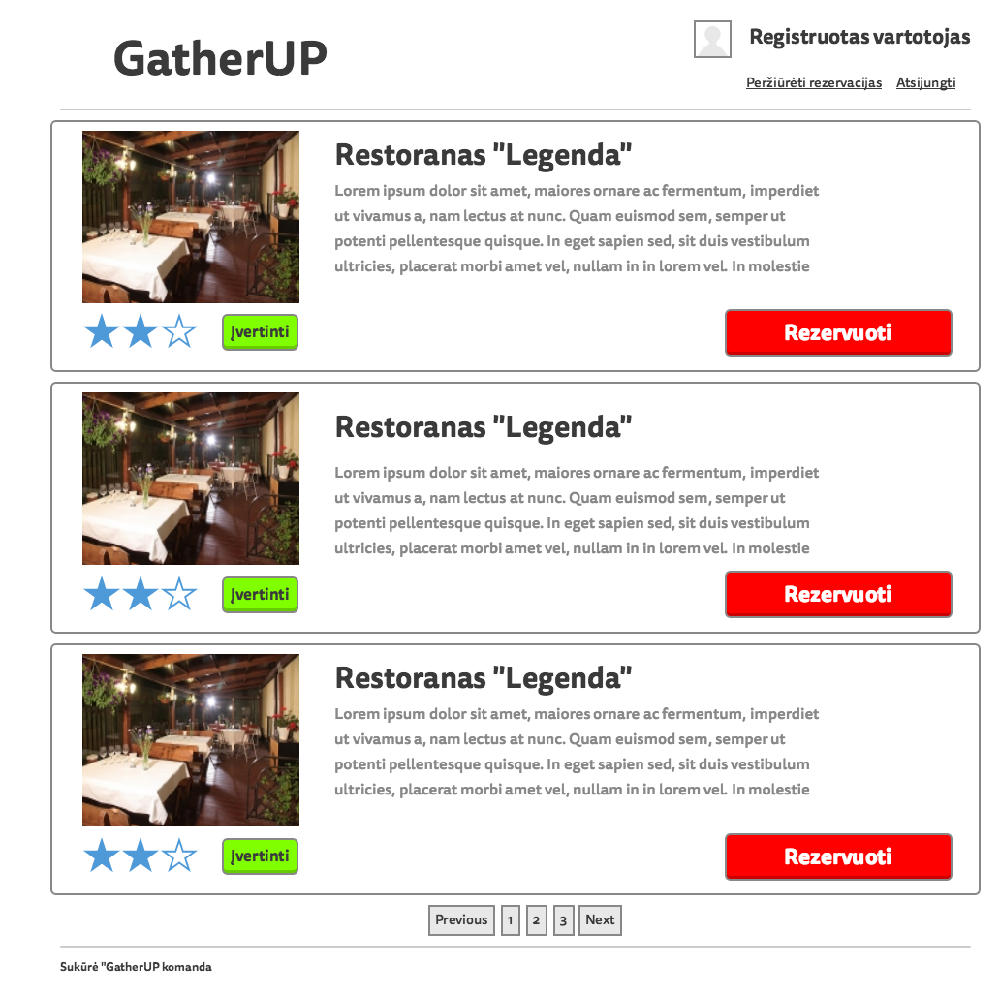 GatherUP
Registruotas vartotojas
Peržiūrėti rezervacijas Atsijungti
Restoranas "Legenda"
Lorem ipsum dolor sit amet, maiores ornare ac fermentum, imperdiet
ut vivamus a, nam lectus at nunc. Quam euismod sem, semper ut
potenti pellentesque quisque. In eget sapien sed, sit duis vestibulum
ultricies, placerat morbi amet vel, nullam in in lorem vel. In molestie
Įvertinti
Rezervuoti
Restoranas "Legenda"
Lorem ipsum dolor sit amet, maiores ornare ac fermentum, imperdiet
ut vivamus a, nam lectus at nunc. Quam euismod sem, semper ut
potenti pellentesque quisque. In eget sapien sed, sit duis vestibulum
ultricies, placerat morbi amet vel, nullam in in lorem vel. In molestie
Įvertinti
Rezervuoti
Restoranas "Legenda"
Lorem ipsum dolor sit amet, maiores ornare ac fermentum, imperdiet
ut vivamus a, nam lectus at nunc. Quam euismod sem, semper ut
potenti pellentesque quisque. In eget sapien sed, sit duis vestibulum
ultricies, placerat morbi amet vel, nullam in in lorem vel. In molestie
Įvertinti
Rezervuoti
Previous 1 2 3 Next
Sukūrė "GatherUP komanda